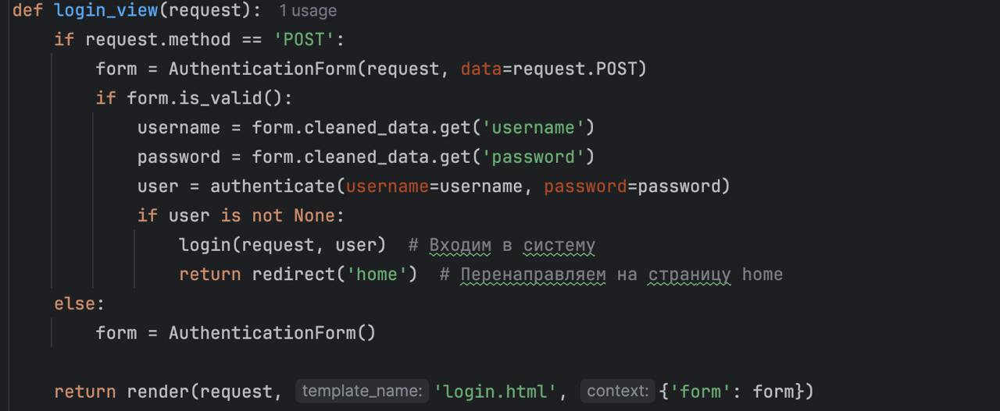 def login_view(request): 1 usage
    if request.method == 'POST':
        form = AuthenticationForm(request, data=request.POST)
        if form.is_valid():
            username = form.cleaned_data.get('username')
            password = form.cleaned_data.get('password')
            user = authenticate(username=username, password=password)
            if user is not None:
                login(request, user)  # Входим в систему
                return redirect('home')  # Перенаправляем на страницу home
    else:
        form = AuthenticationForm()

    return render(request, template_name: 'login.html', context: {'form': form})